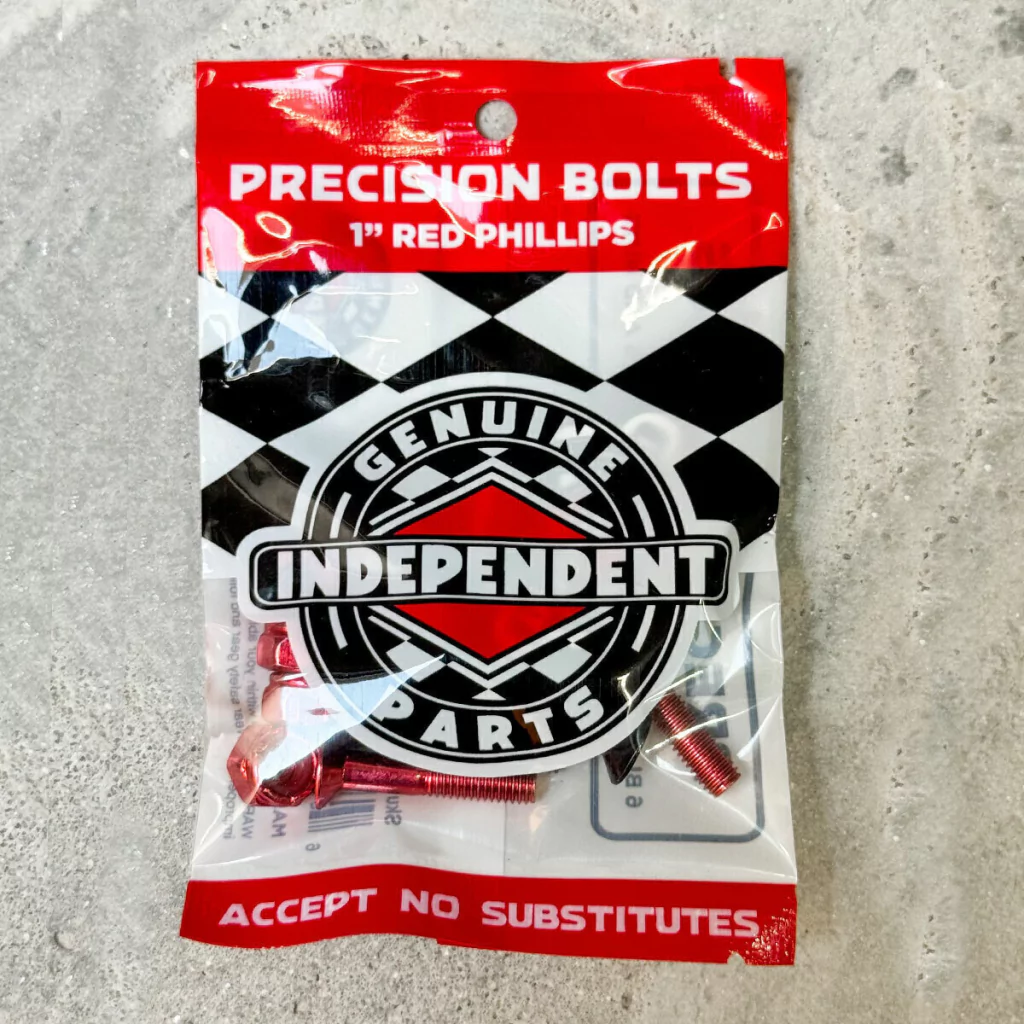 PRECISION BOLTS
1” RED PHILLIPS
GENUINE
INDEPENDENT
PARTS
ACCEPT NO SUBSTITUTES